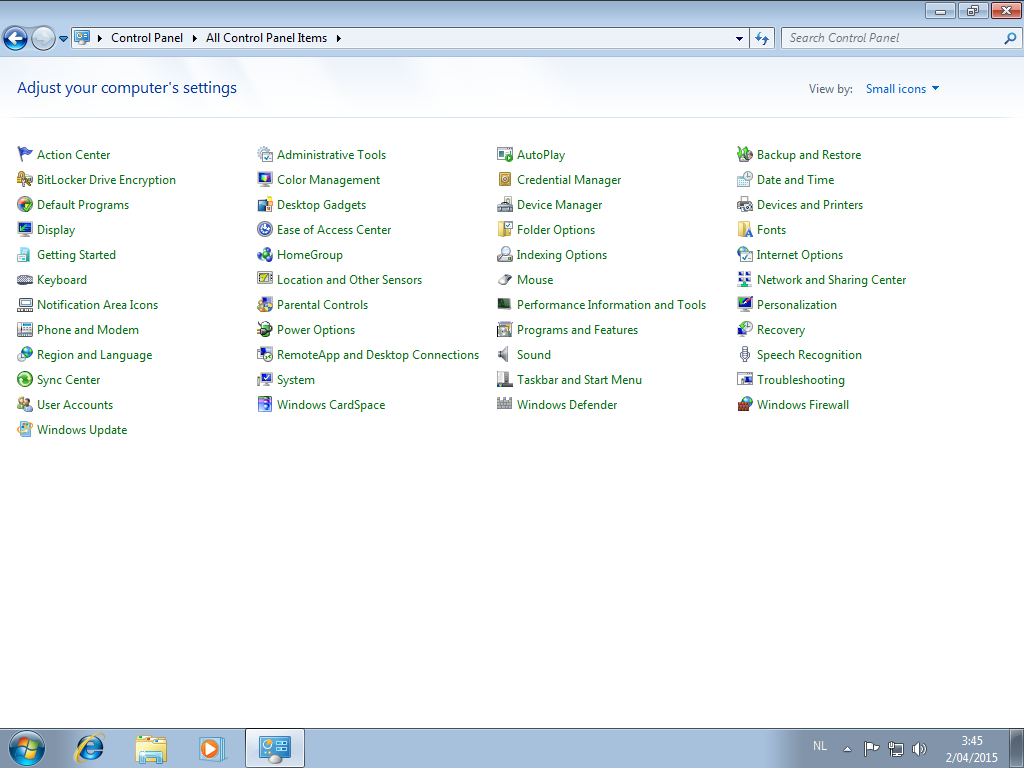 Control Panel All Control Panel Items Search Control Panel
Adjust your computer's settings View by: Small icons
Action Center Administrative Tools AutoPlay Backup and Restore
BitLocker Drive Encryption Color Management Credential Manager Date and Time
Default Programs Desktop Gadgets Device Manager Devices and Printers
Display Ease of Access Center Folder Options Fonts
Getting Started HomeGroup Indexing Options Internet Options
Keyboard Location and Other Sensors Mouse Network and Sharing Center
Notification Area Icons Parental Controls Performance Information and Tools Personalization
Phone and Modem Power Options Programs and Features Recovery
Region and Language RemoteApp and Desktop Connections Sound Speech Recognition
Sync Center System Taskbar and Start Menu Troubleshooting
User Accounts Windows CardSpace Windows Defender Windows Firewall
Windows Update
NL 3:45
2/04/2015